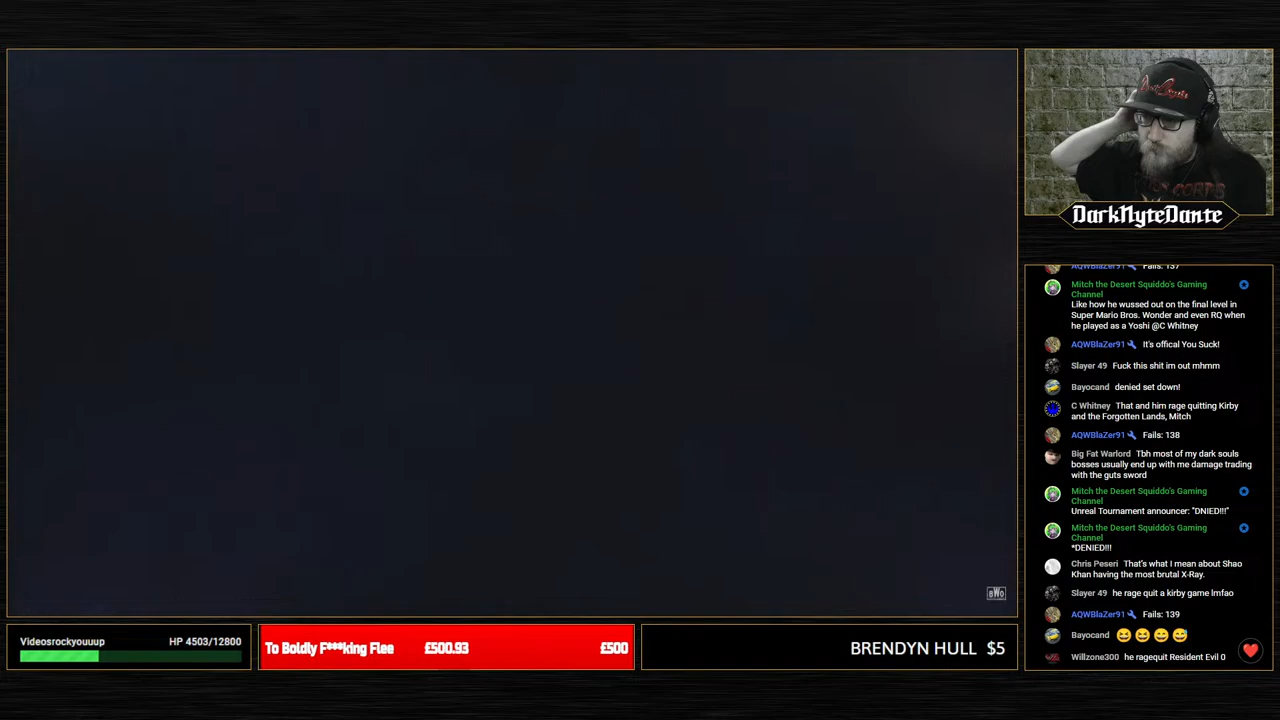 DarkNyteDante
AQWBlaZer91 Fails: 137
Mitch the Desert Squiddo's Gaming
Channel
Like how he wussed out on the final level in
Super Mario Bros. Wonder and even RQ when
he played as a Yoshi @C Whitney
AQWBlaZer91 It's offical You Suck!
Slayer 49 Fuck this shit im out mhmm
Bayocand denied set down!
C Whitney That and him rage quitting Kirby
and the Forgotten Lands, Mitch
AQWBlaZer91 Fails: 138
Big Fat Warlord Tbh most of my dark souls
bosses usually end up with me damage trading
with the guts sword
Mitch the Desert Squiddo's Gaming
Channel
Unreal Tournament announcer: "DNIED!!!"
Mitch the Desert Squiddo's Gaming
Channel
*DENIED!!!
Chris Peseri That's what I mean about Shao
Khan having the most brutal X-Ray.
Slayer 49 he rage quit a kirby game lmfao
AQWBlaZer91 Fails: 139
Bayocand 😆 😆 😄 😅
Willzone300 he ragequit Resident Evil 0
BWO
Videosrockyouuup HP 4503/12800
To Boldly F***king Flee £500.93 £500
BRENDYN HULL $5